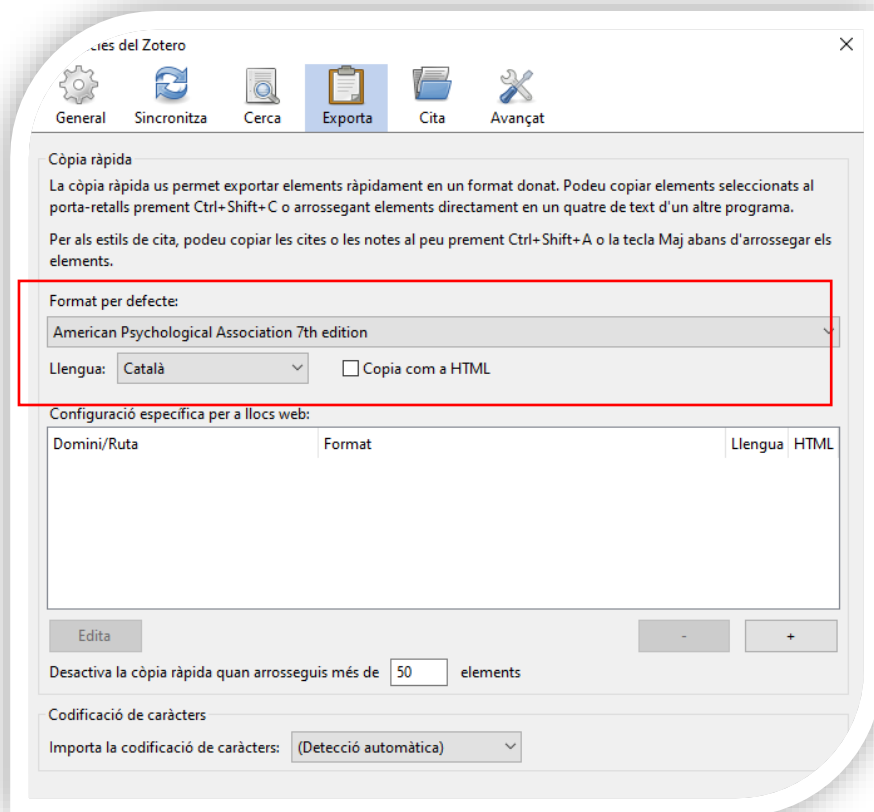 cies del Zotero
General Sincronitza Cerca Exporta Cita Avançat
Còpia ràpida
La còpia ràpida us permet exportar elements ràpidament en un format donat. Podeu copiar elements seleccionats al
porta-retalls prement Ctrl+Shift+C o arrossegant elements directament en un quatre de text d'un altre programa.
Per als estils de cita, podeu copiar les cites o les notes al peu prement Ctrl+Shift+A o la tecla Maj abans d'arrossegar els
elements.
Format per defecte:
American Psychological Association 7th edition
Llengua: Català Copia com a HTML
Configuració específica per a llocs web:
Domini/Ruta Format Llengua HTML
Edita - +
Desactiva la còpia ràpida quan arrosseguis més de 50 elements
Codificació de caràcters
Importa la codificació de caràcters: (Detecció automàtica)